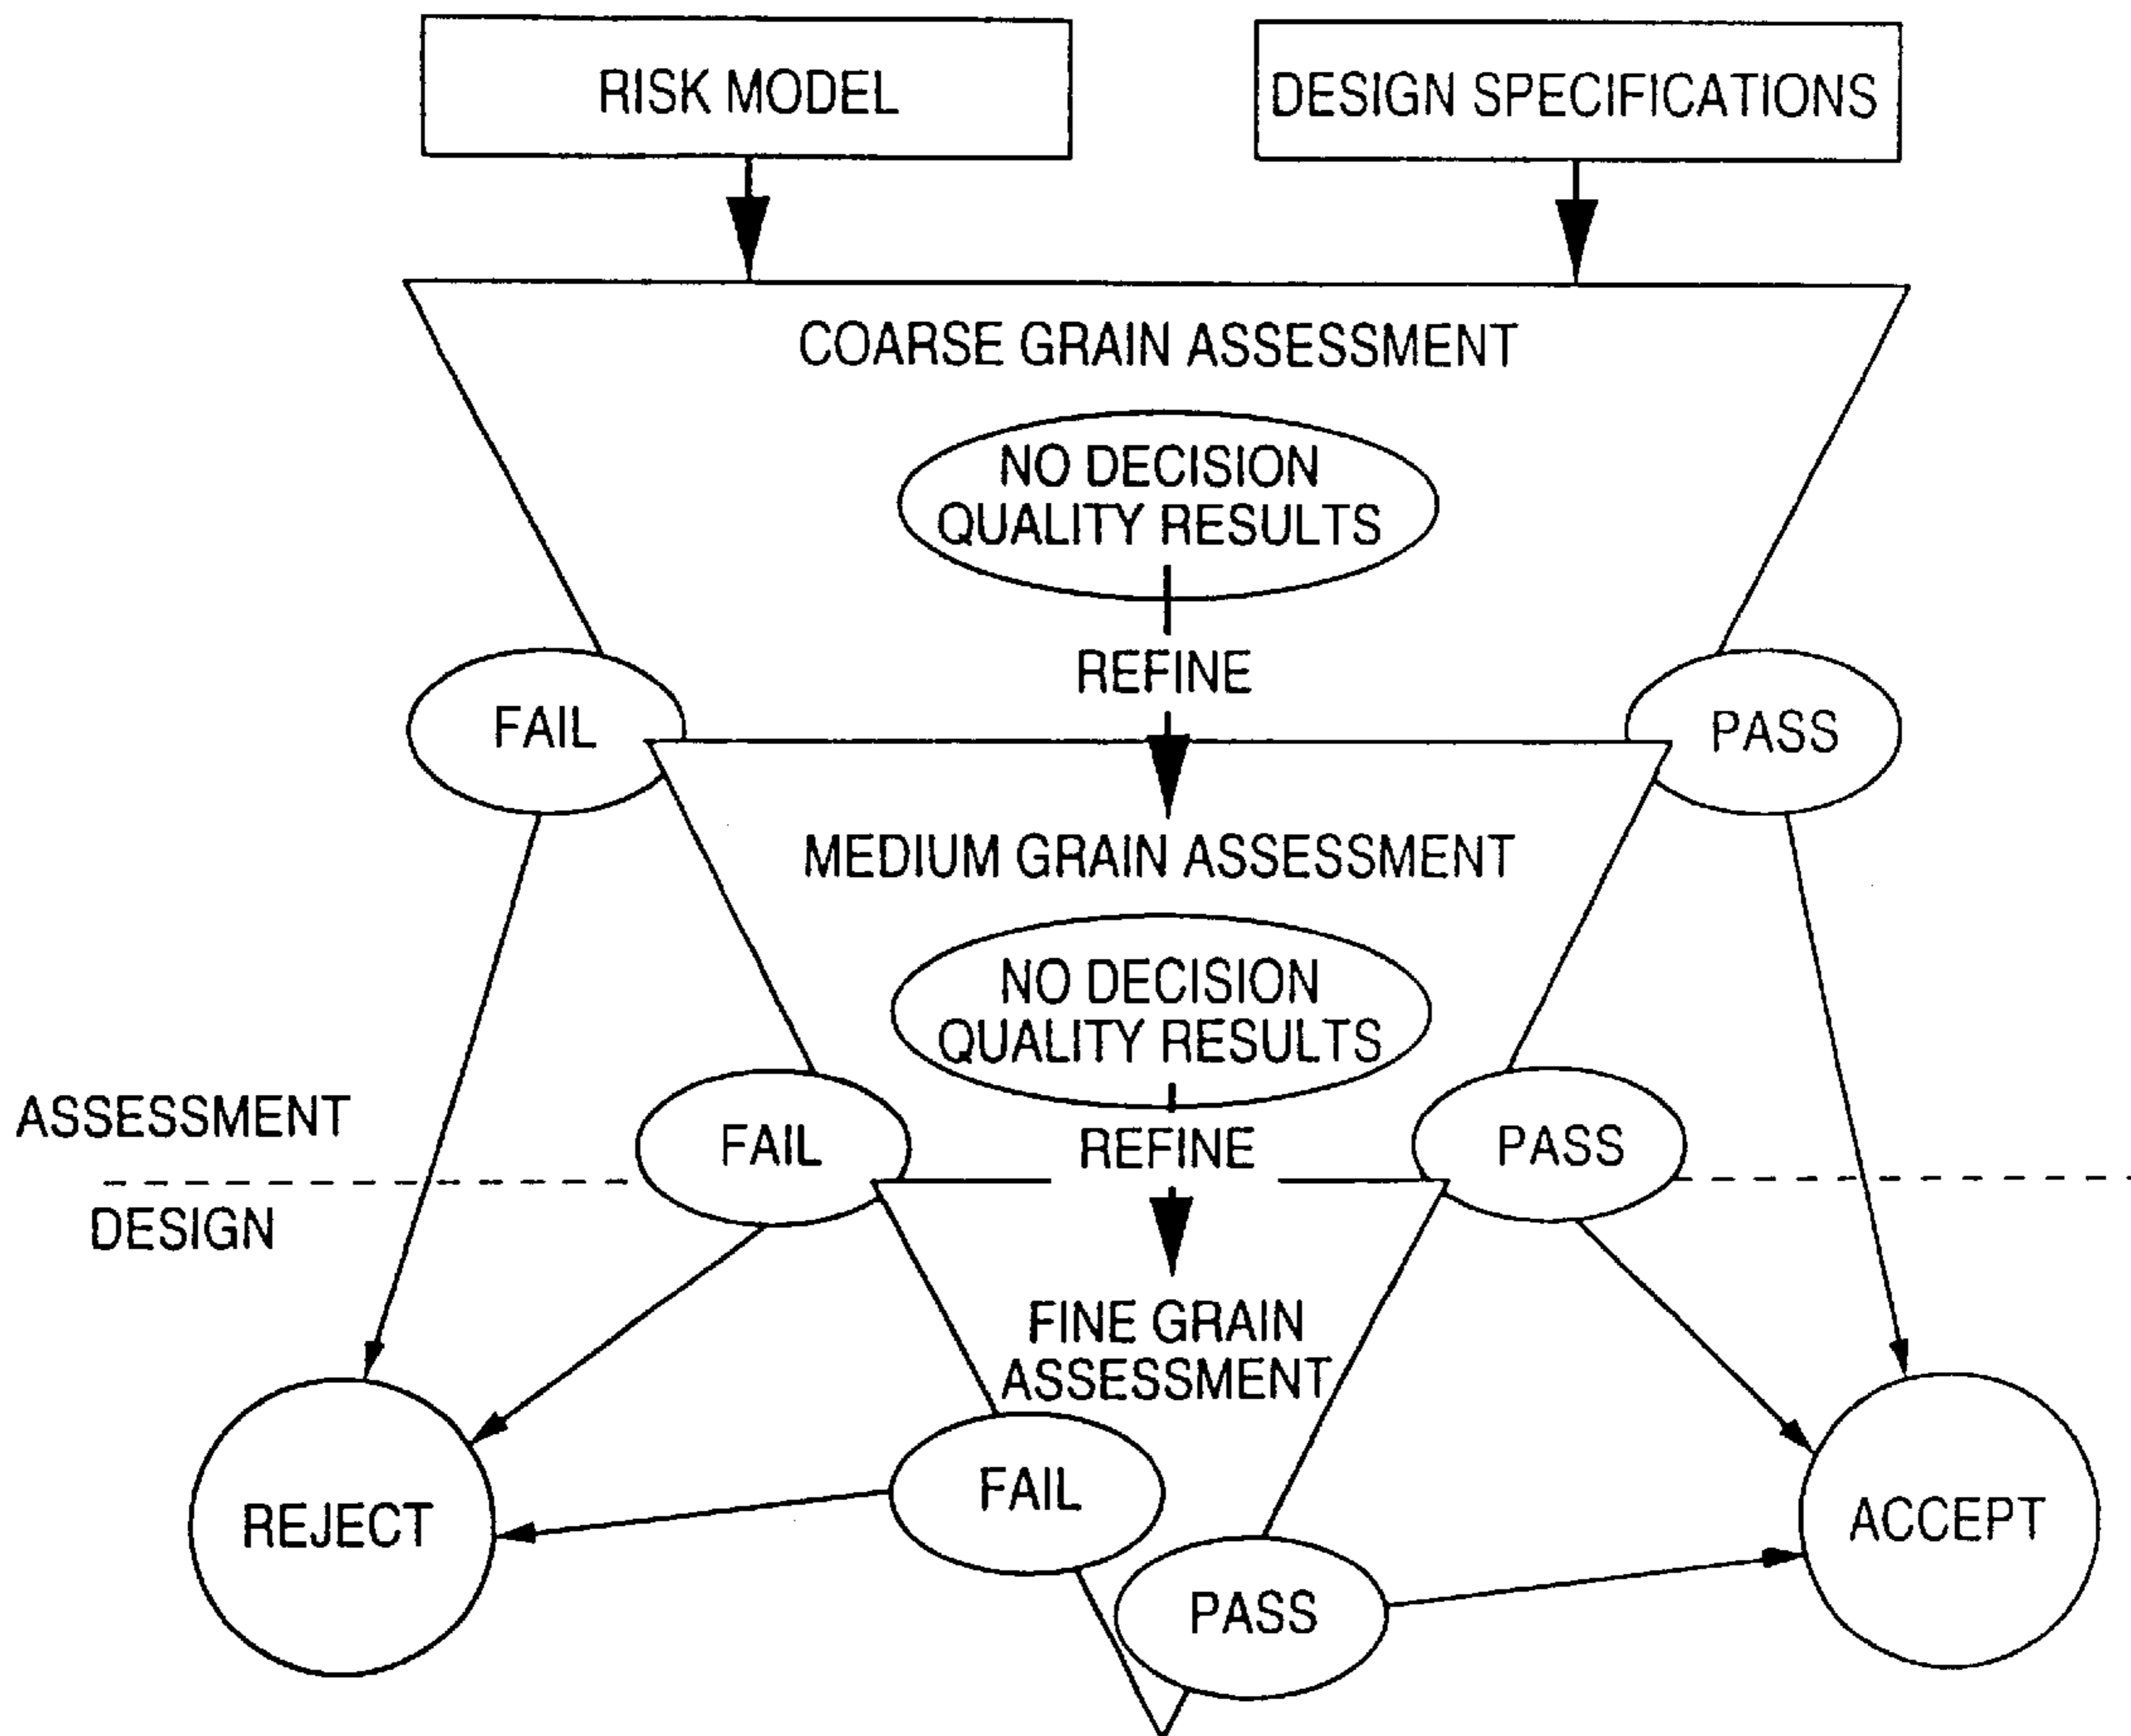 RISK MODEL
DESIGN SPECIFICATIONS
COARSE GRAIN ASSESSMENT
NO DECISION
QUALITY RESULTS
REFINE
FAIL
PASS
MEDIUM GRAIN ASSESSMENT
NO DECISION
QUALITY RESULTS
ASSESSMENT
FAIL
REFINE
PASS
DESIGN
FINE GRAIN
ASSESSMENT
FAIL
REJECT
ACCEPT
PASS